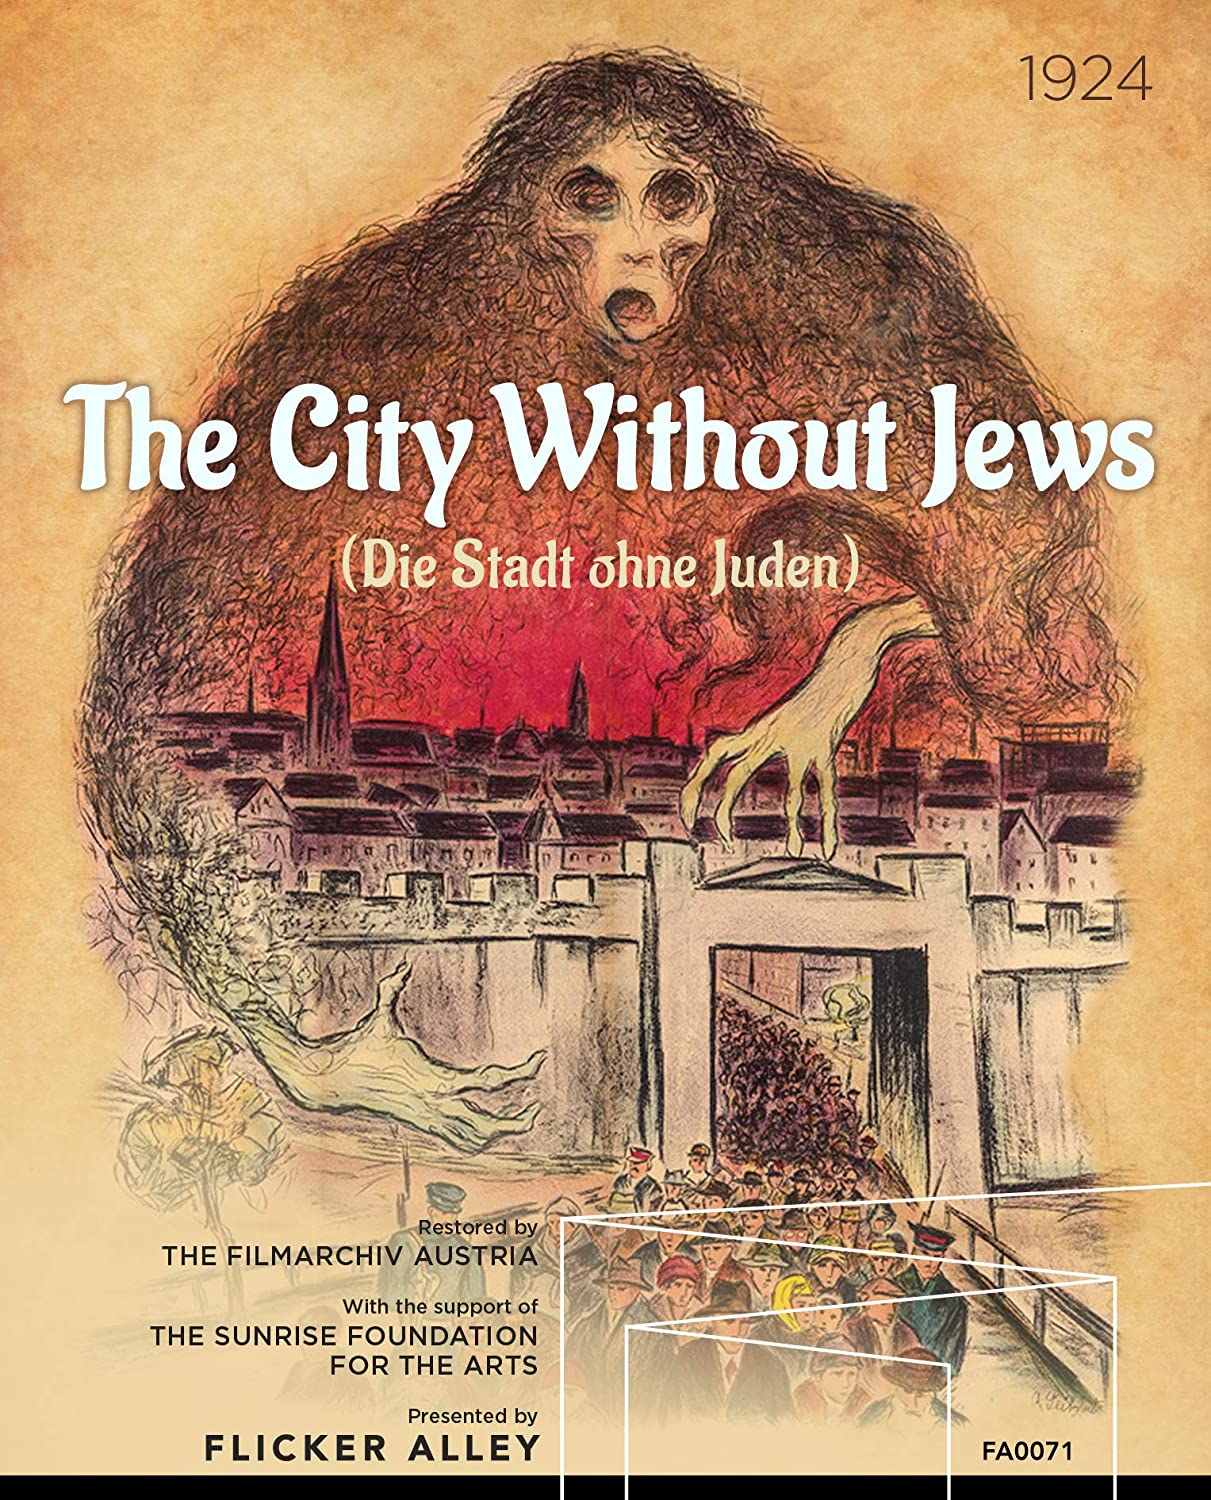 1924
The City Without Jews
(Die Stadt ohne Juden)
Restored by
THE FILMARCHIV AUSTRIA
With the support of
THE SUNRISE FOUNDATION
FOR THE ARTS
Presented by
FLICKER ALLEY
FA0071